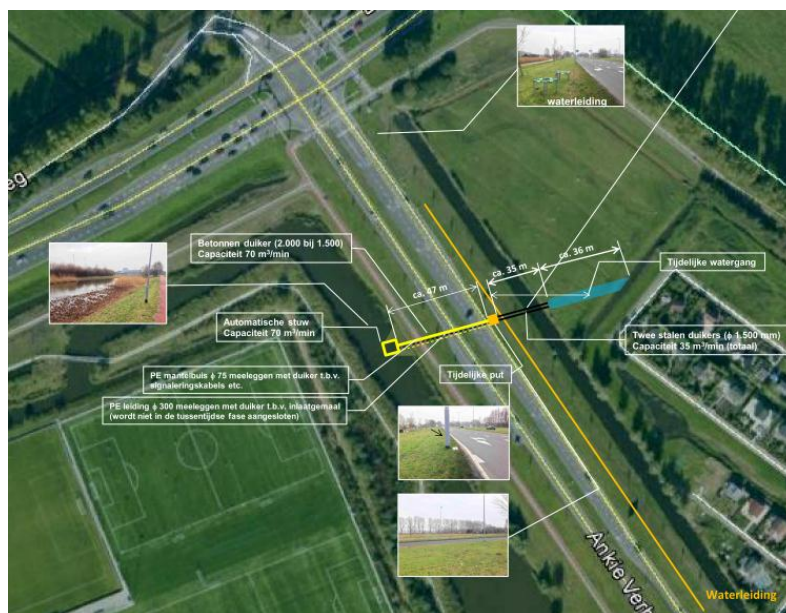 waterleiding
eg
Betonnen duiker (2.000 bij 1.500)
Capaciteit 70 m³/min
ca. 47 m
ca. 35 m
ca. 36 m
Tijdelijke watergang
Automatische stuw
Capaciteit 70 m³/min
Twee stalen duikers (ϕ 1.500 mm)
Capaciteit 35 m³/min (totaal)
PE mantelbuis ϕ 75 meeleggen met duiker t.b.v.
signaleringskabels etc.
Tijdelijke put
PE leiding ϕ 300 meeleggen met duiker t.b.v. inlaatgemaal
(wordt niet in de tussentijdse fase aangesloten)
Ankie Ver
Waterleiding